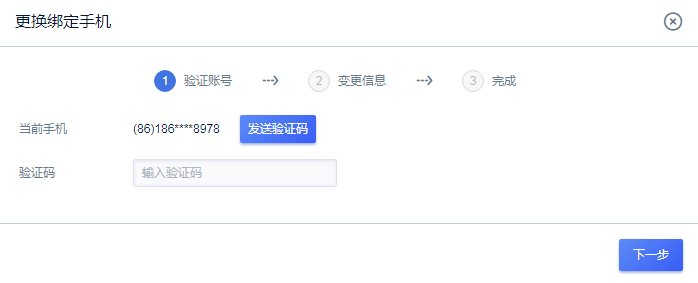 更换绑定手机
1 验证账号 2 变更信息 3 完成
当前手机 (86)186****8978 发送验证码
验证码 输入验证码
下一步